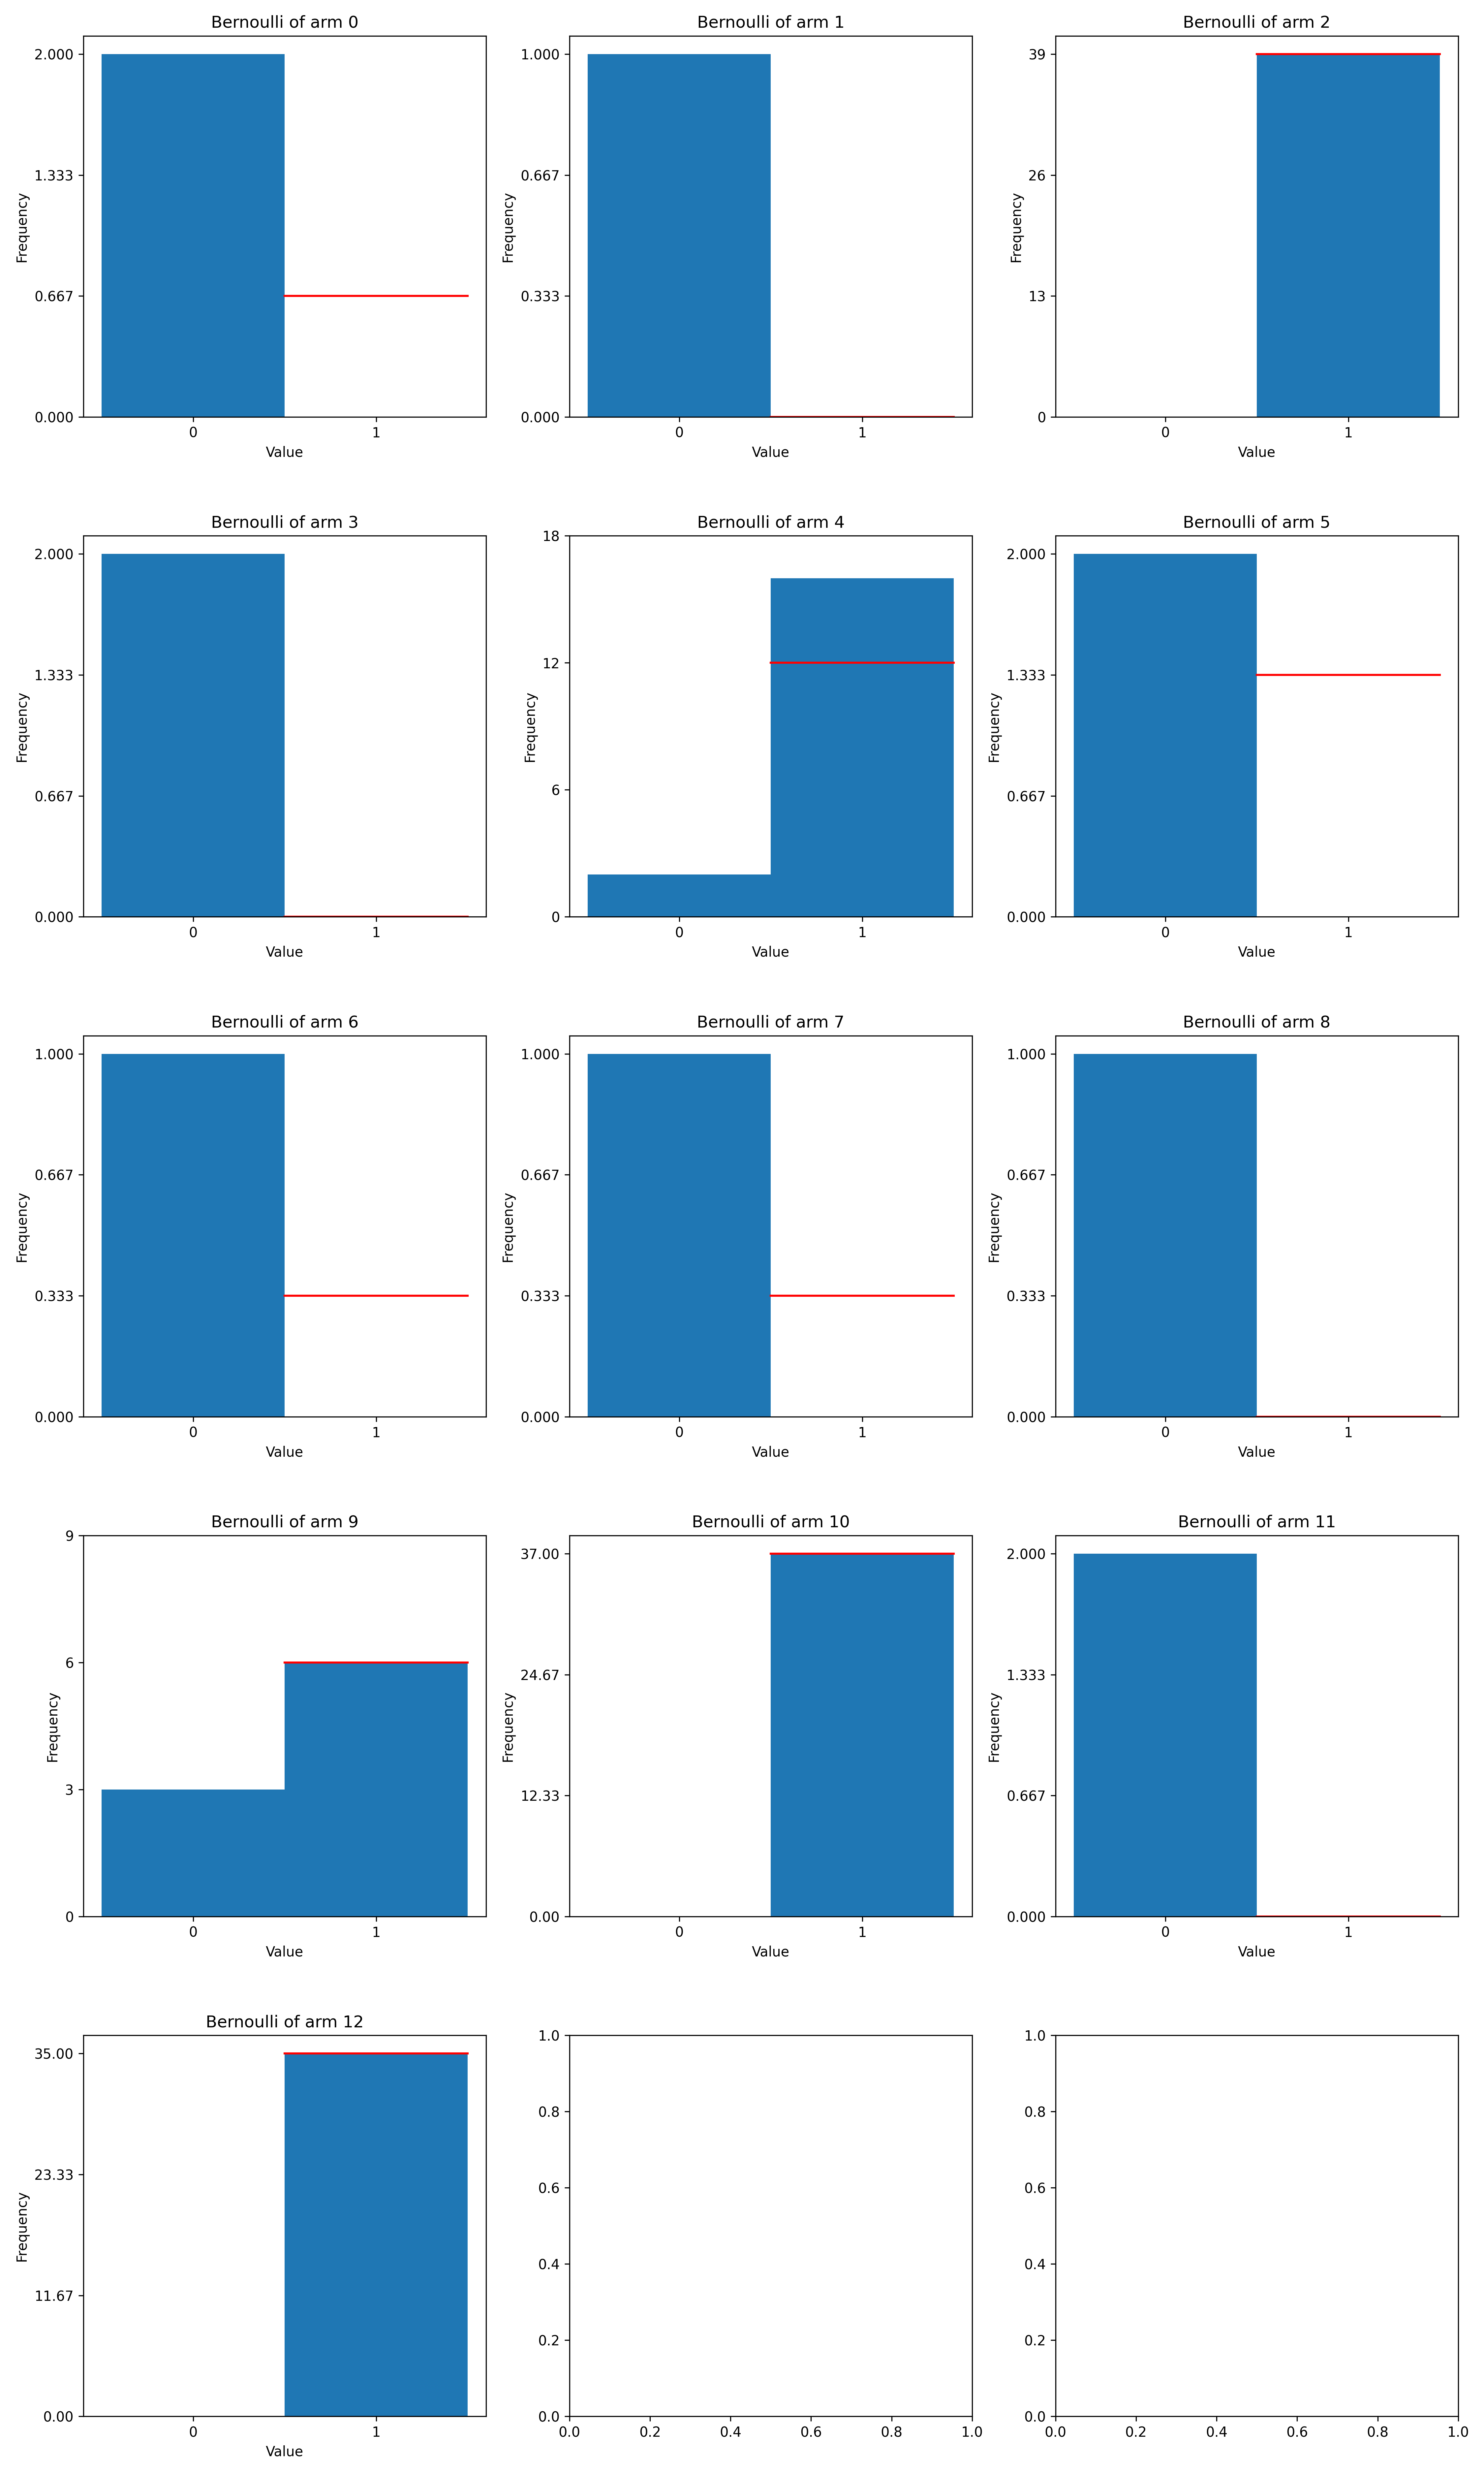 Bernoulli of arm 0
2.000
1.333
0.667
0.000
Frequency
0 1
Value
Bernoulli of arm 1
1.000
0.667
0.333
0.000
Frequency
0 1
Value
Bernoulli of arm 2
39
26
13
0
Frequency
0 1
Value
Bernoulli of arm 3
2.000
1.333
0.667
0.000
Frequency
0 1
Value
Bernoulli of arm 4
18
12
6
0
Frequency
0 1
Value
Bernoulli of arm 5
2.000
1.333
0.667
0.000
Frequency
0 1
Value
Bernoulli of arm 6
1.000
0.667
0.333
0.000
Frequency
0 1
Value
Bernoulli of arm 7
1.000
0.667
0.333
0.000
Frequency
0 1
Value
Bernoulli of arm 8
1.000
0.667
0.333
0.000
Frequency
0 1
Value
Bernoulli of arm 9
9
6
3
0
Frequency
0 1
Value
Bernoulli of arm 10
37.00
24.67
12.33
0.00
Frequency
0 1
Value
Bernoulli of arm 11
2.000
1.333
0.667
0.000
Frequency
0 1
Value
Bernoulli of arm 12
35.00
23.33
11.67
0.00
Frequency
0 1
Value
1.0
0.8
0.6
0.4
0.2
0.0
0.0 0.2 0.4 0.6 0.8 1.0
1.0
0.8
0.6
0.4
0.2
0.0
0.0 0.2 0.4 0.6 0.8 1.0